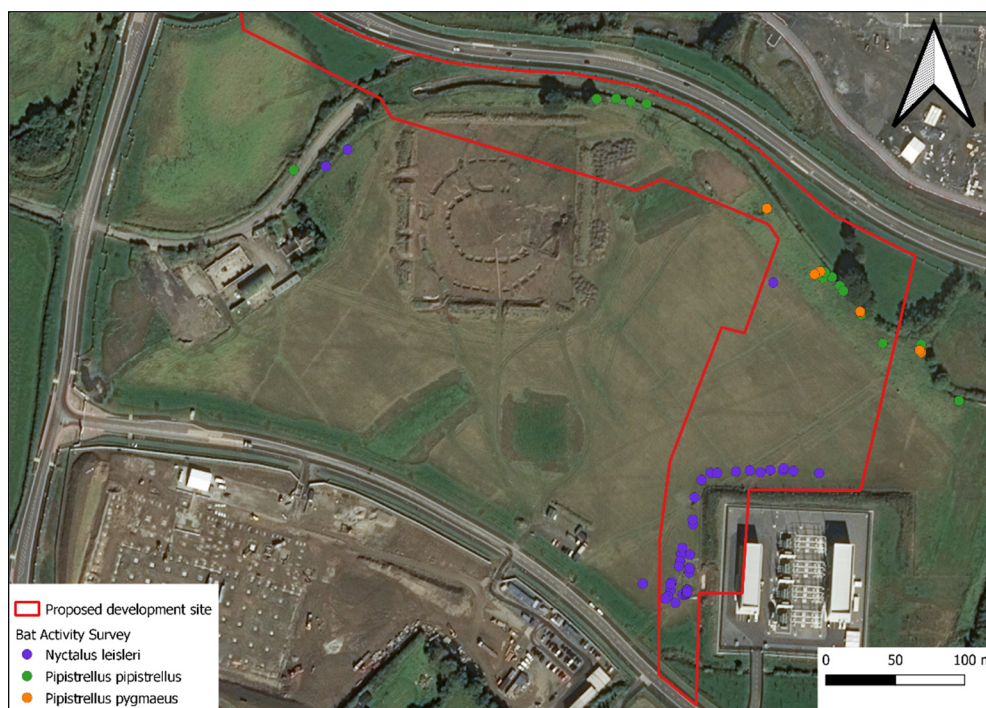 Proposed development site
Bat Activity Survey
Nyctalus leisleri
Pipistrellus pipistrellus
Pipistrellus pygmaeus
0 50 100 m